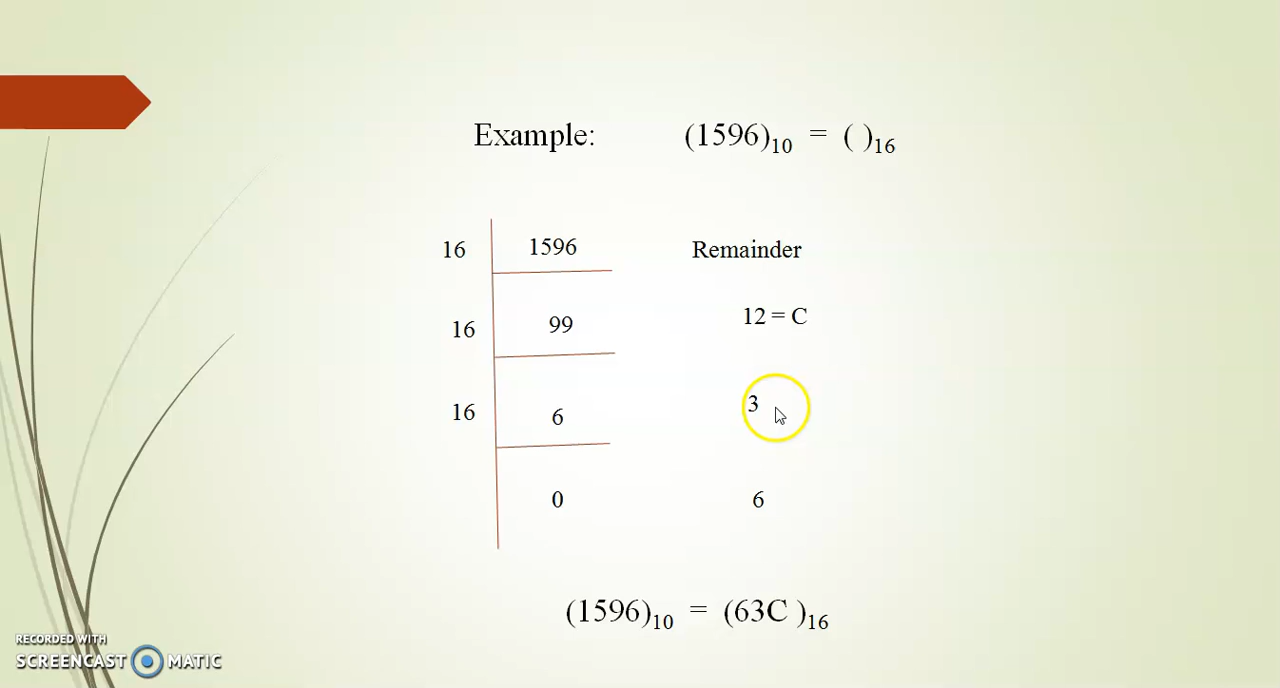 Example: (1596)10 = ( )16
16 1596 Remainder
16 99 12 = C
16 6 3
0 6
(1596)10 = (63C )16
RECORDED WITH
SCREENCAST MATIC